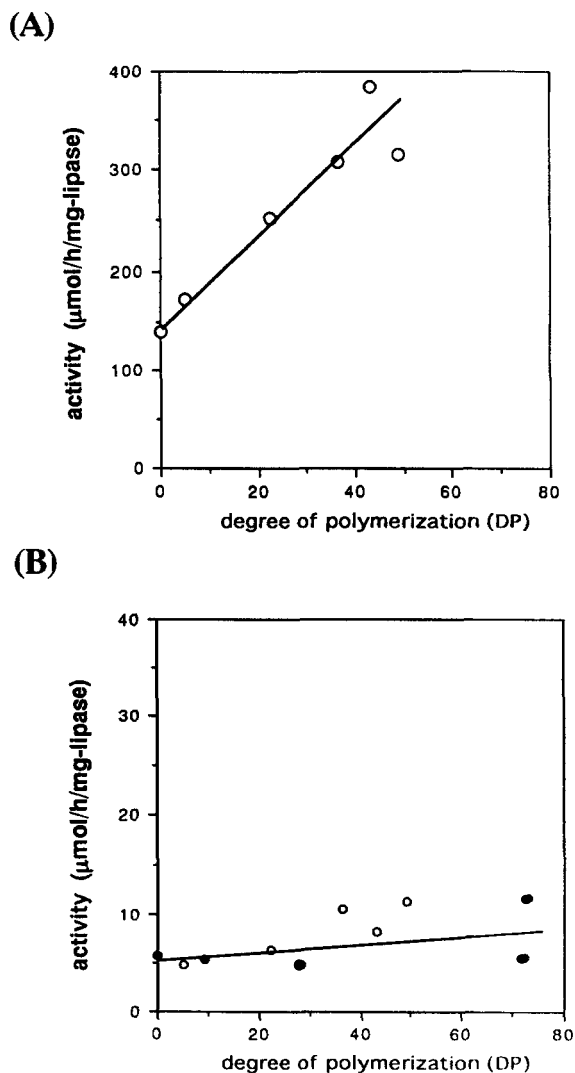 (A)
400
300
200
100
0
0 20 40 60 80
activity (μmol/h/mg-lipase)
degree of polymerization (DP)
(B)
40
30
20
10
0
0 20 40 60 80
activity (μmol/h/mg-lipase)
degree of polymerization (DP)